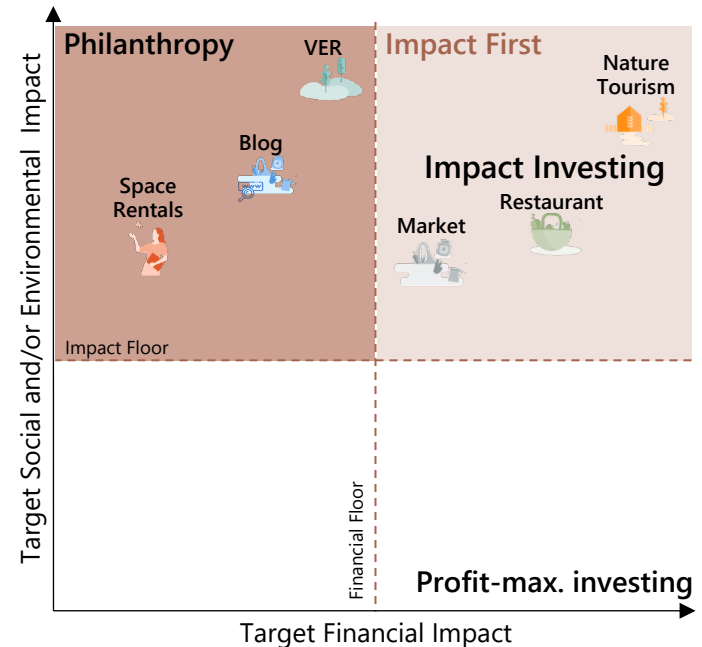 Philanthropy
VER
Impact First
Nature
Tourism
Blog
www
Impact Investing
Space
Rentals
Restaurant
Market
Impact Floor
Target Social and/or Environmental Impact
Financial Floor
Profit-max. investing
Target Financial Impact